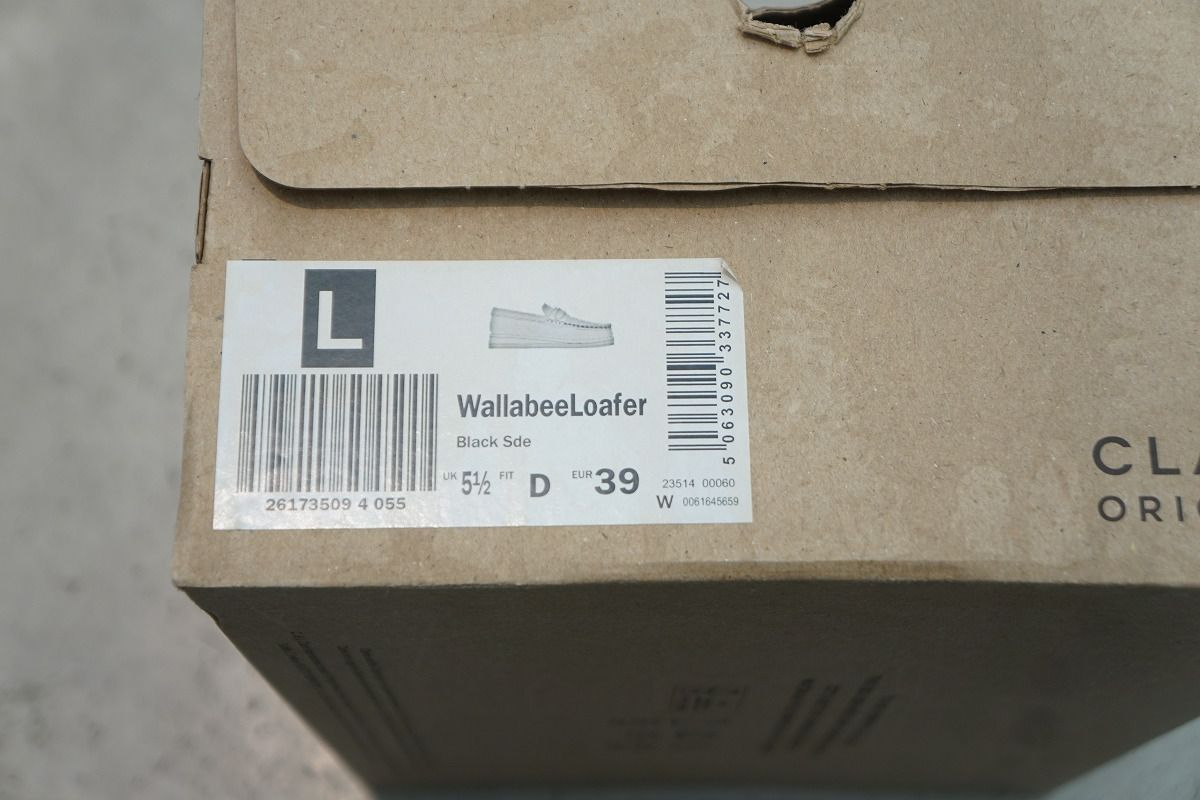 L
26173509 4 055
WallabeeLoafer
Black Sde
UK 5½ FIT D EUR 39
5 063090 337727
23514 00060
W 0061645659
CLA
ORIG